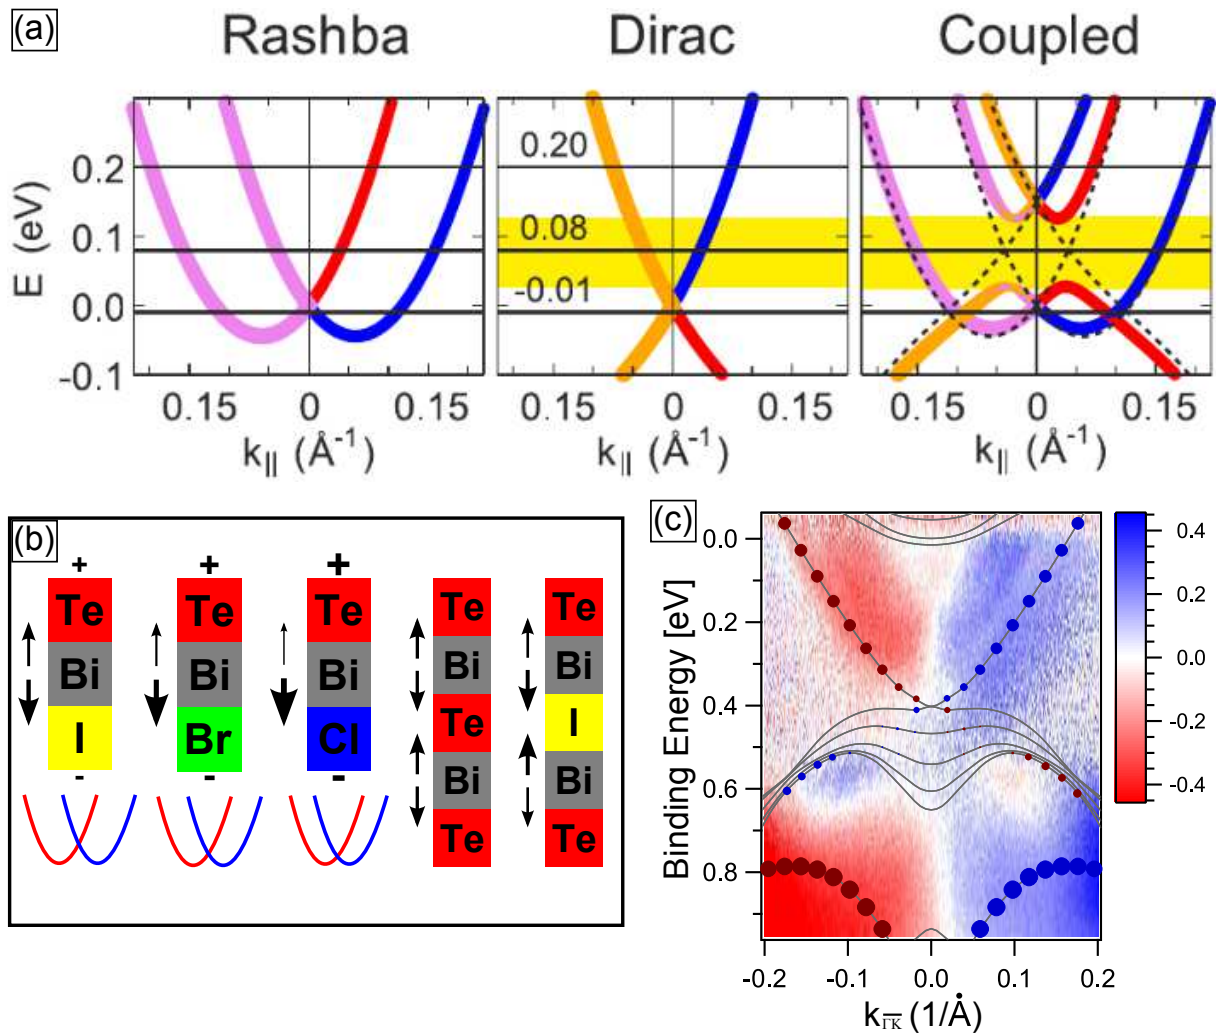 (a)
Rashba Dirac Coupled
E (eV)
0.2
0.1
0.0
-0.1
0.20
0.08
-0.01
0.15 0 0.15
0.15 0 0.15
0.15 0 0.15
k|| (Å-1)
k|| (Å-1)
k|| (Å-1)
(b)
+ + +
Te Te Te Te Te
Bi Bi Bi Bi Bi
I Br Cl Te I
- - -
Bi Bi
Te Te
(c)
Binding Energy [eV]
0.0
0.2
0.4
0.6
0.8
-0.2 -0.1 0.0 0.1 0.2
kΓ̅K̅ (1/Å)
0.4
0.2
0.0
-0.2
-0.4